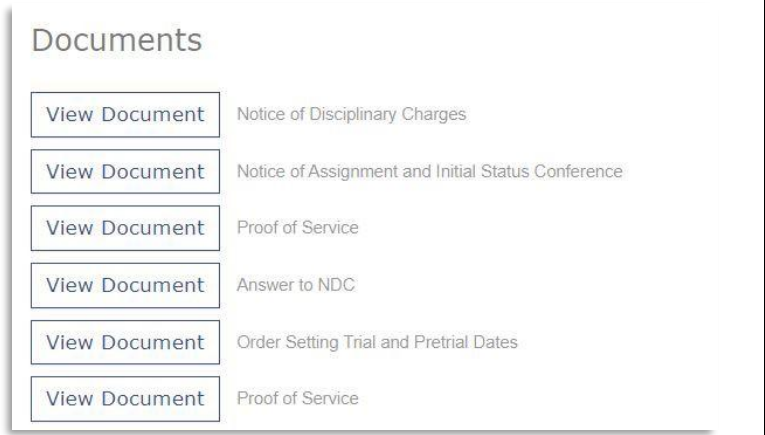 Documents
View Document Notice of Disciplinary Charges
View Document Notice of Assignment and Initial Status Conference
View Document Proof of Service
View Document Answer to NDC
View Document Order Setting Trial and Pretrial Dates
View Document Proof of Service